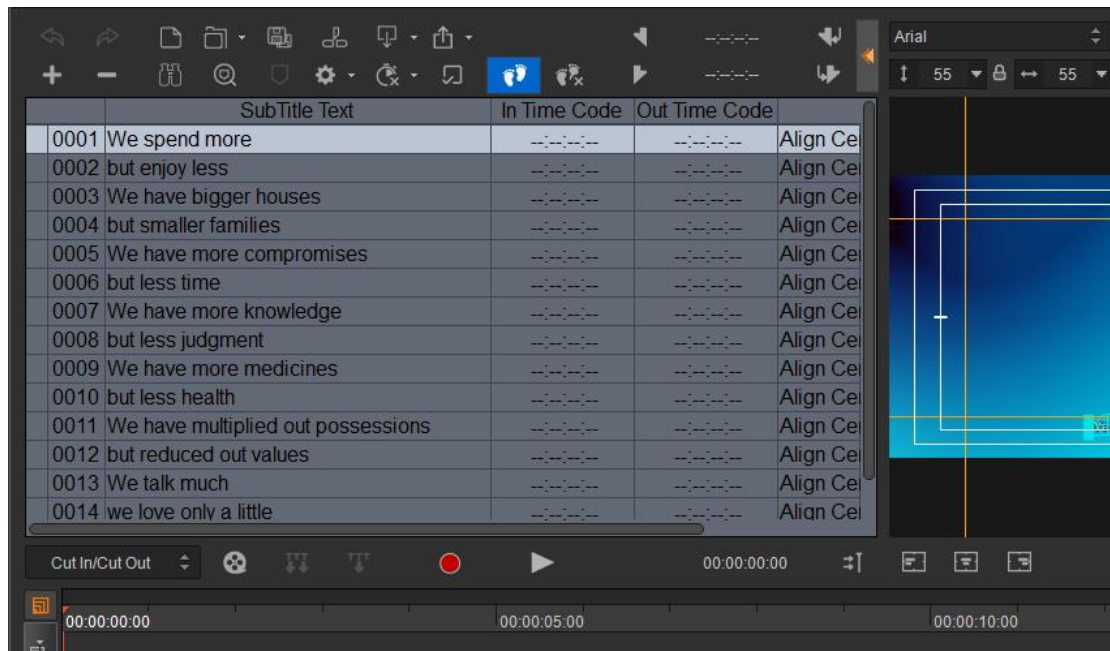 --:--:--:-- Arial
--:--:--:-- 55 55
SubTitle Text In Time Code Out Time Code
0001 We spend more --:--:--:-- --:--:--:-- Align Ce
0002 but enjoy less --:--:--:-- --:--:--:-- Align Ce
0003 We have bigger houses --:--:--:-- --:--:--:-- Align Ce
0004 but smaller families --:--:--:-- --:--:--:-- Align Ce
0005 We have more compromises --:--:--:-- --:--:--:-- Align Ce
0006 but less time --:--:--:-- --:--:--:-- Align Ce
0007 We have more knowledge --:--:--:-- --:--:--:-- Align Ce
0008 but less judgment --:--:--:-- --:--:--:-- Align Ce
0009 We have more medicines --:--:--:-- --:--:--:-- Align Ce
0010 but less health --:--:--:-- --:--:--:-- Align Ce
0011 We have multiplied out possessions --:--:--:-- --:--:--:-- Align Ce
0012 but reduced out values --:--:--:-- --:--:--:-- Align Ce
0013 We talk much --:--:--:-- --:--:--:-- Align Ce
0014 we love only a little --:--:--:-- --:--:--:-- Align Ce
Cut In/Cut Out 00:00:00:00
00:00:00:00 00:00:05:00 00:00:10:00